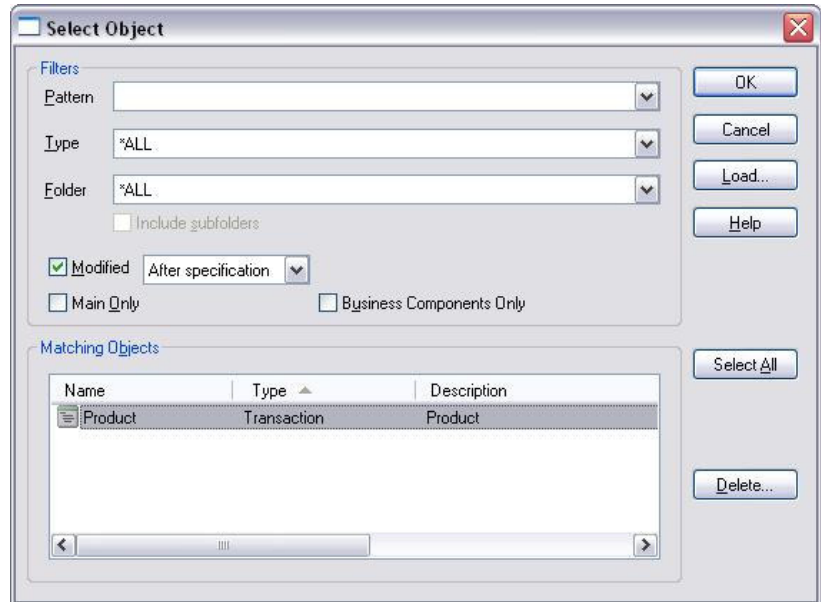 Select Object
Filters
Pattern
OK
Type *ALL
Cancel
Folder *ALL
Load...
Include subfolders
Help
Modified After specification
Main Only Business Components Only
Matching Objects
Select All
Name Type Description
Product Transaction Product
Delete...